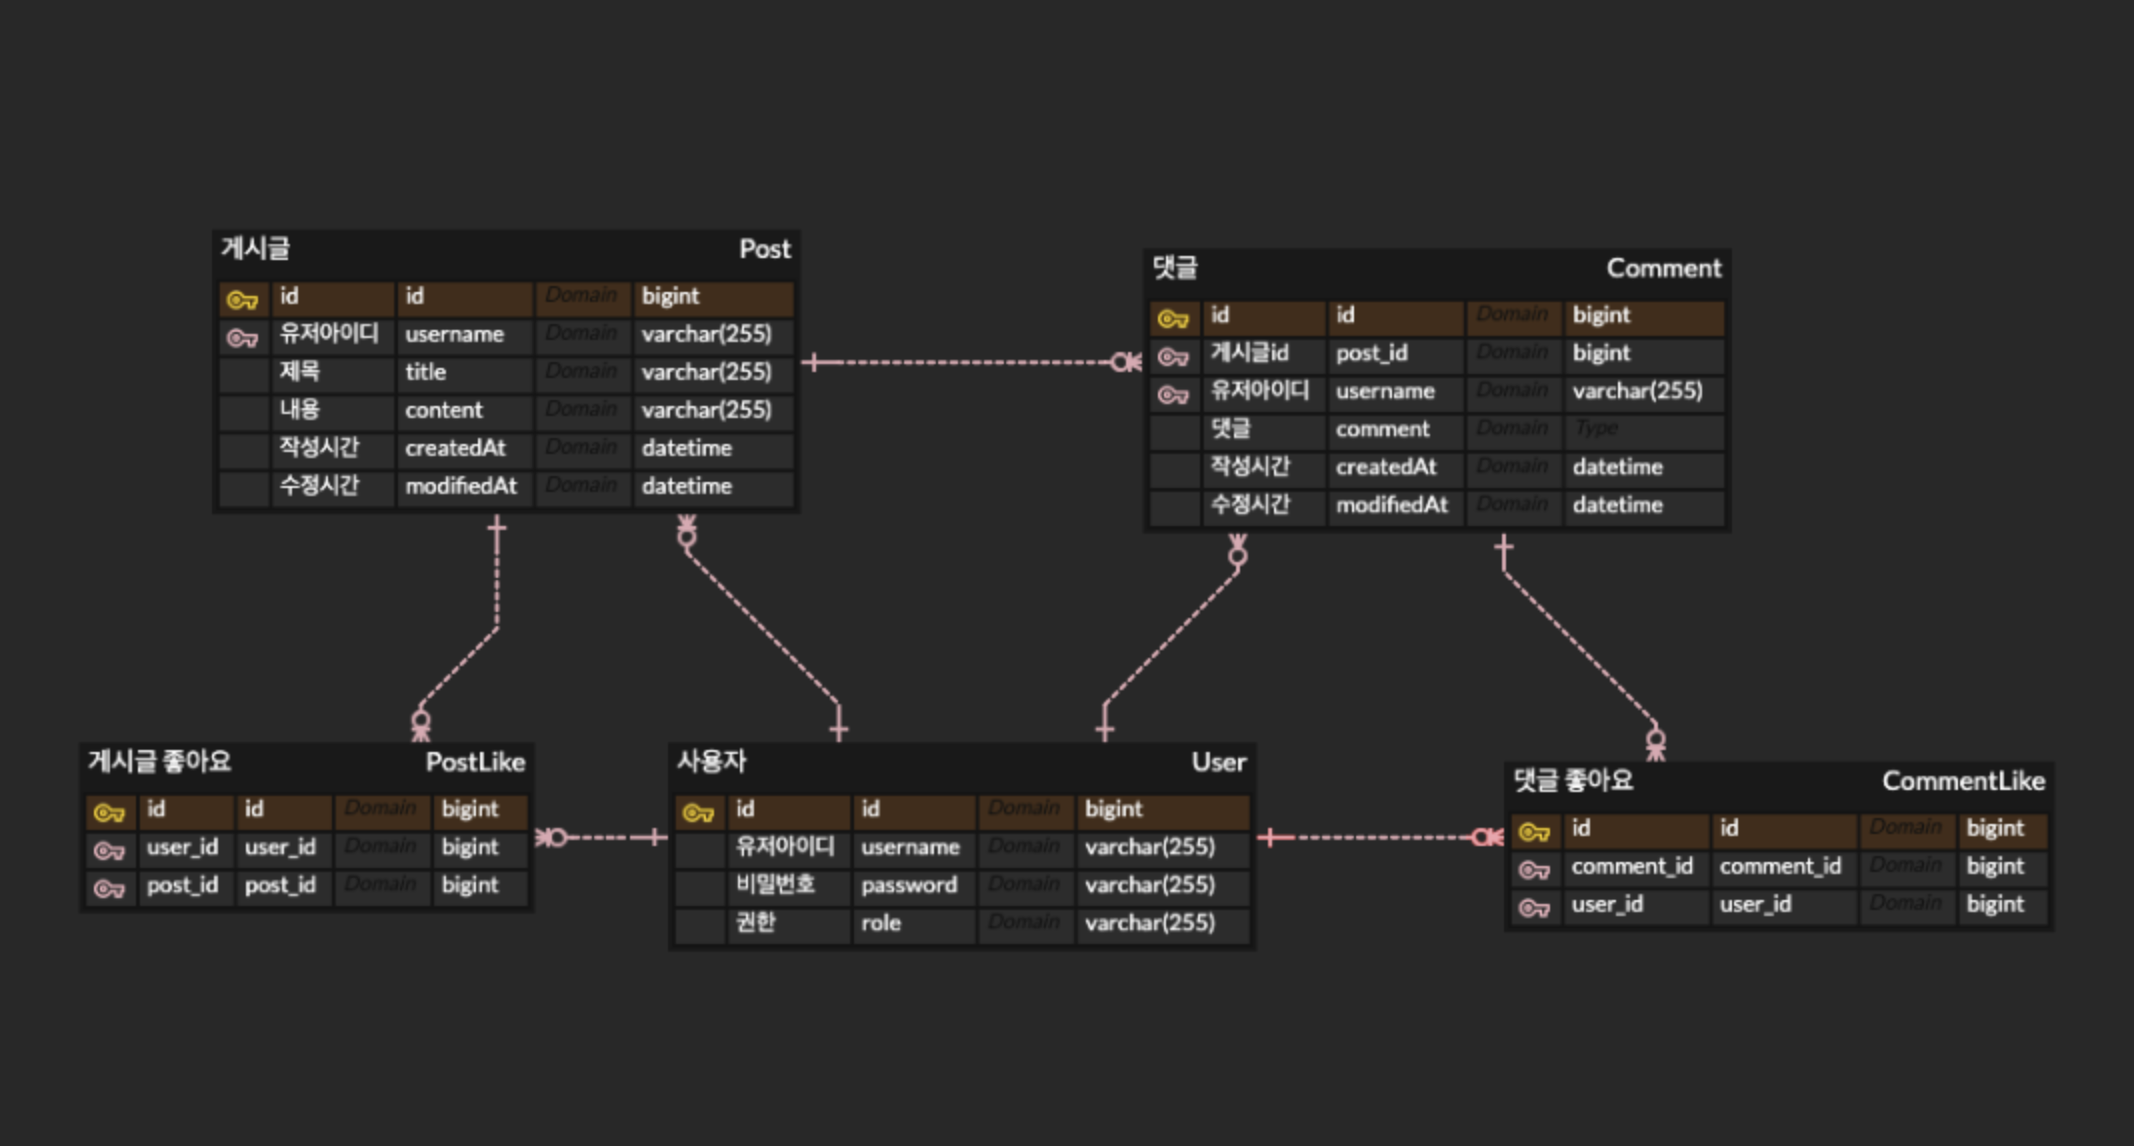 게시글 Post
id id Domain bigint
유저아이디 username Domain varchar(255)
제목 title Domain varchar(255)
내용 content Domain varchar(255)
작성시간 createdAt Domain datetime
수정시간 modifiedAt Domain datetime
댓글 Comment
id id Domain bigint
게시글id post_id Domain bigint
유저아이디 username Domain varchar(255)
댓글 comment Domain Type
작성시간 createdAt Domain datetime
수정시간 modifiedAt Domain datetime
게시글 좋아요 PostLike
id id Domain bigint
user_id user_id Domain bigint
post_id post_id Domain bigint
사용자 User
id id Domain bigint
유저아이디 username Domain varchar(255)
비밀번호 password Domain varchar(255)
권한 role Domain varchar(255)
댓글 좋아요 CommentLike
id id Domain bigint
comment_id comment_id Domain bigint
user_id user_id Domain bigint